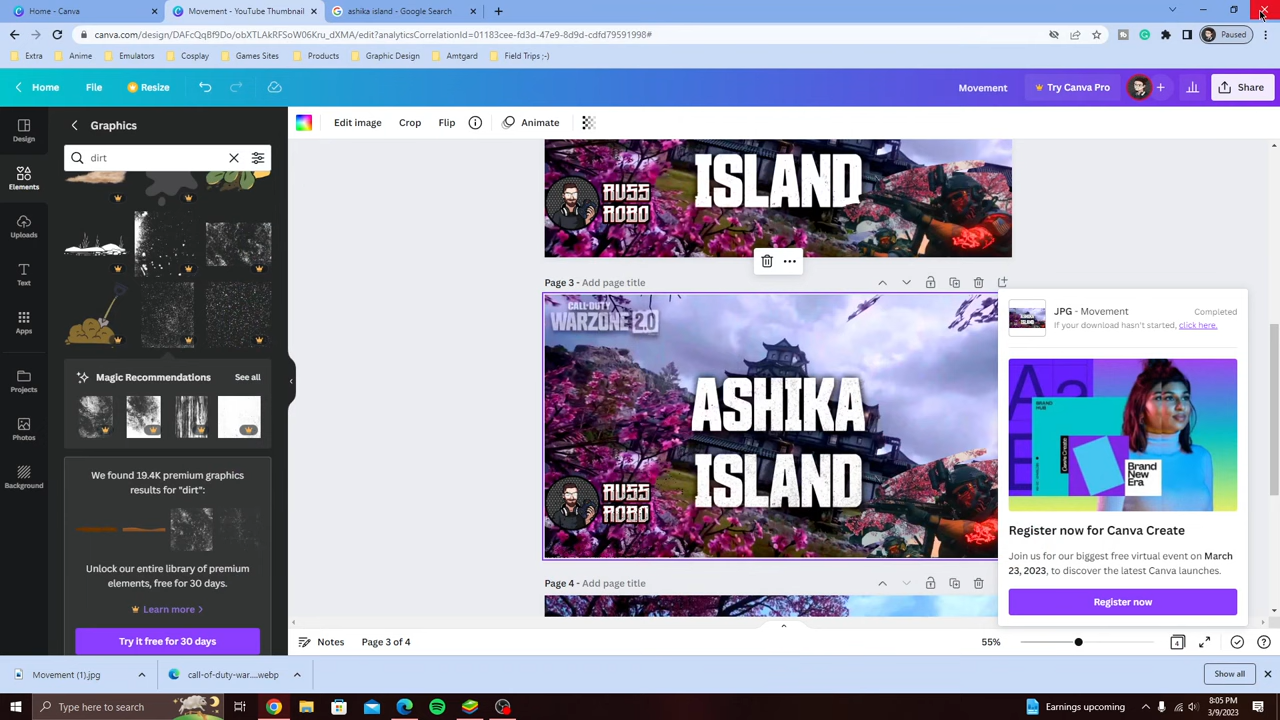 Home - Canva
Movement - YouTube Thumbnail
ashika island - Google Search
canva.com/design/DAFcQq8f9Do/obXTLAkRFSoW06Kru_dXMA/edit?analyticsCorrelationId=01183cee-fd3d-47e9-8d9d-cdfd79591998#
Paused
Extra
Anime
Emulators
Cosplay
Games Sites
Products
Graphic Design
Amtgard
Field Trips ;-)
Home
File
Resize
Movement
Try Canva Pro
Share
Design
Elements
Uploads
Text
Apps
Projects
Photos
Background
Graphics
dirt
Magic Recommendations
See all
We found 19.4K premium graphics
results for "dirt":
Unlock our entire library of premium
elements, free for 30 days.
Learn more
Try it free for 30 days
Edit image
Crop
Flip
Animate
ISLAND
RUSS
ROBO
Page 3 - Add page title
CALL·DUTY
WARZONE 2.0
ASHIKA
ISLAND
RUSS
ROBO
Page 4 - Add page title
JPG - Movement
Completed
If your download hasn't started, click here.
Brand
New
Era
Register now for Canva Create
Join us for our biggest free virtual event on March
23, 2023, to discover the latest Canva launches.
Register now
Notes
Page 3 of 4
55%
4
Movement (1).jpg
call-of-duty-war....webp
Show all
Type here to search
Earnings upcoming
8:05 PM
3/9/2023